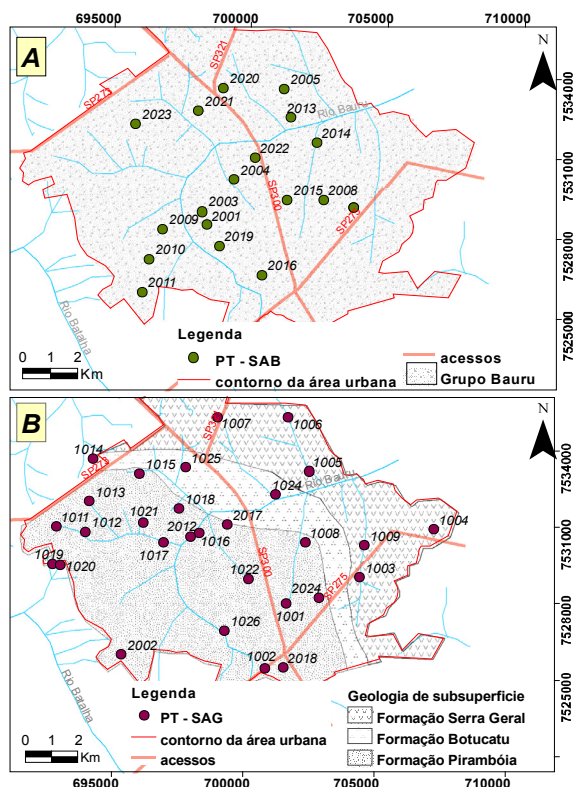 695000 700000 705000 710000
A
N
SP321
SP273
2020
2005
2021
2013
2023
Rio Bauru
2014
2022
2004
SP300
2015
2008
2003
SP275
2009
2001
2019
2010
2016
2011
Rio Batalha
7534000
7531000
7528000
7525000
Legenda
PT - SAB
acessos
contorno da área urbana
Grupo Bauru
0 1 2
Km
B
N
1007
1006
1014
SP273
1025
1005
1015
Rio Bauru
1024
1013
1018
1004
1011
1021
2017
1012
2012
1016
1008
1009
1017
1019
1020
SP300
1022
2024
SP275
1003
1001
1026
2002
1002
2018
Rio Batalha
7534000
7531000
7528000
7525000
Legenda
PT - SAG
contorno da área urbana
acessos
Geologia de subsuperficie
Formação Serra Geral
Formação Botucatu
Formação Pirambóia
0 1 2
Km
695000 700000 705000 710000